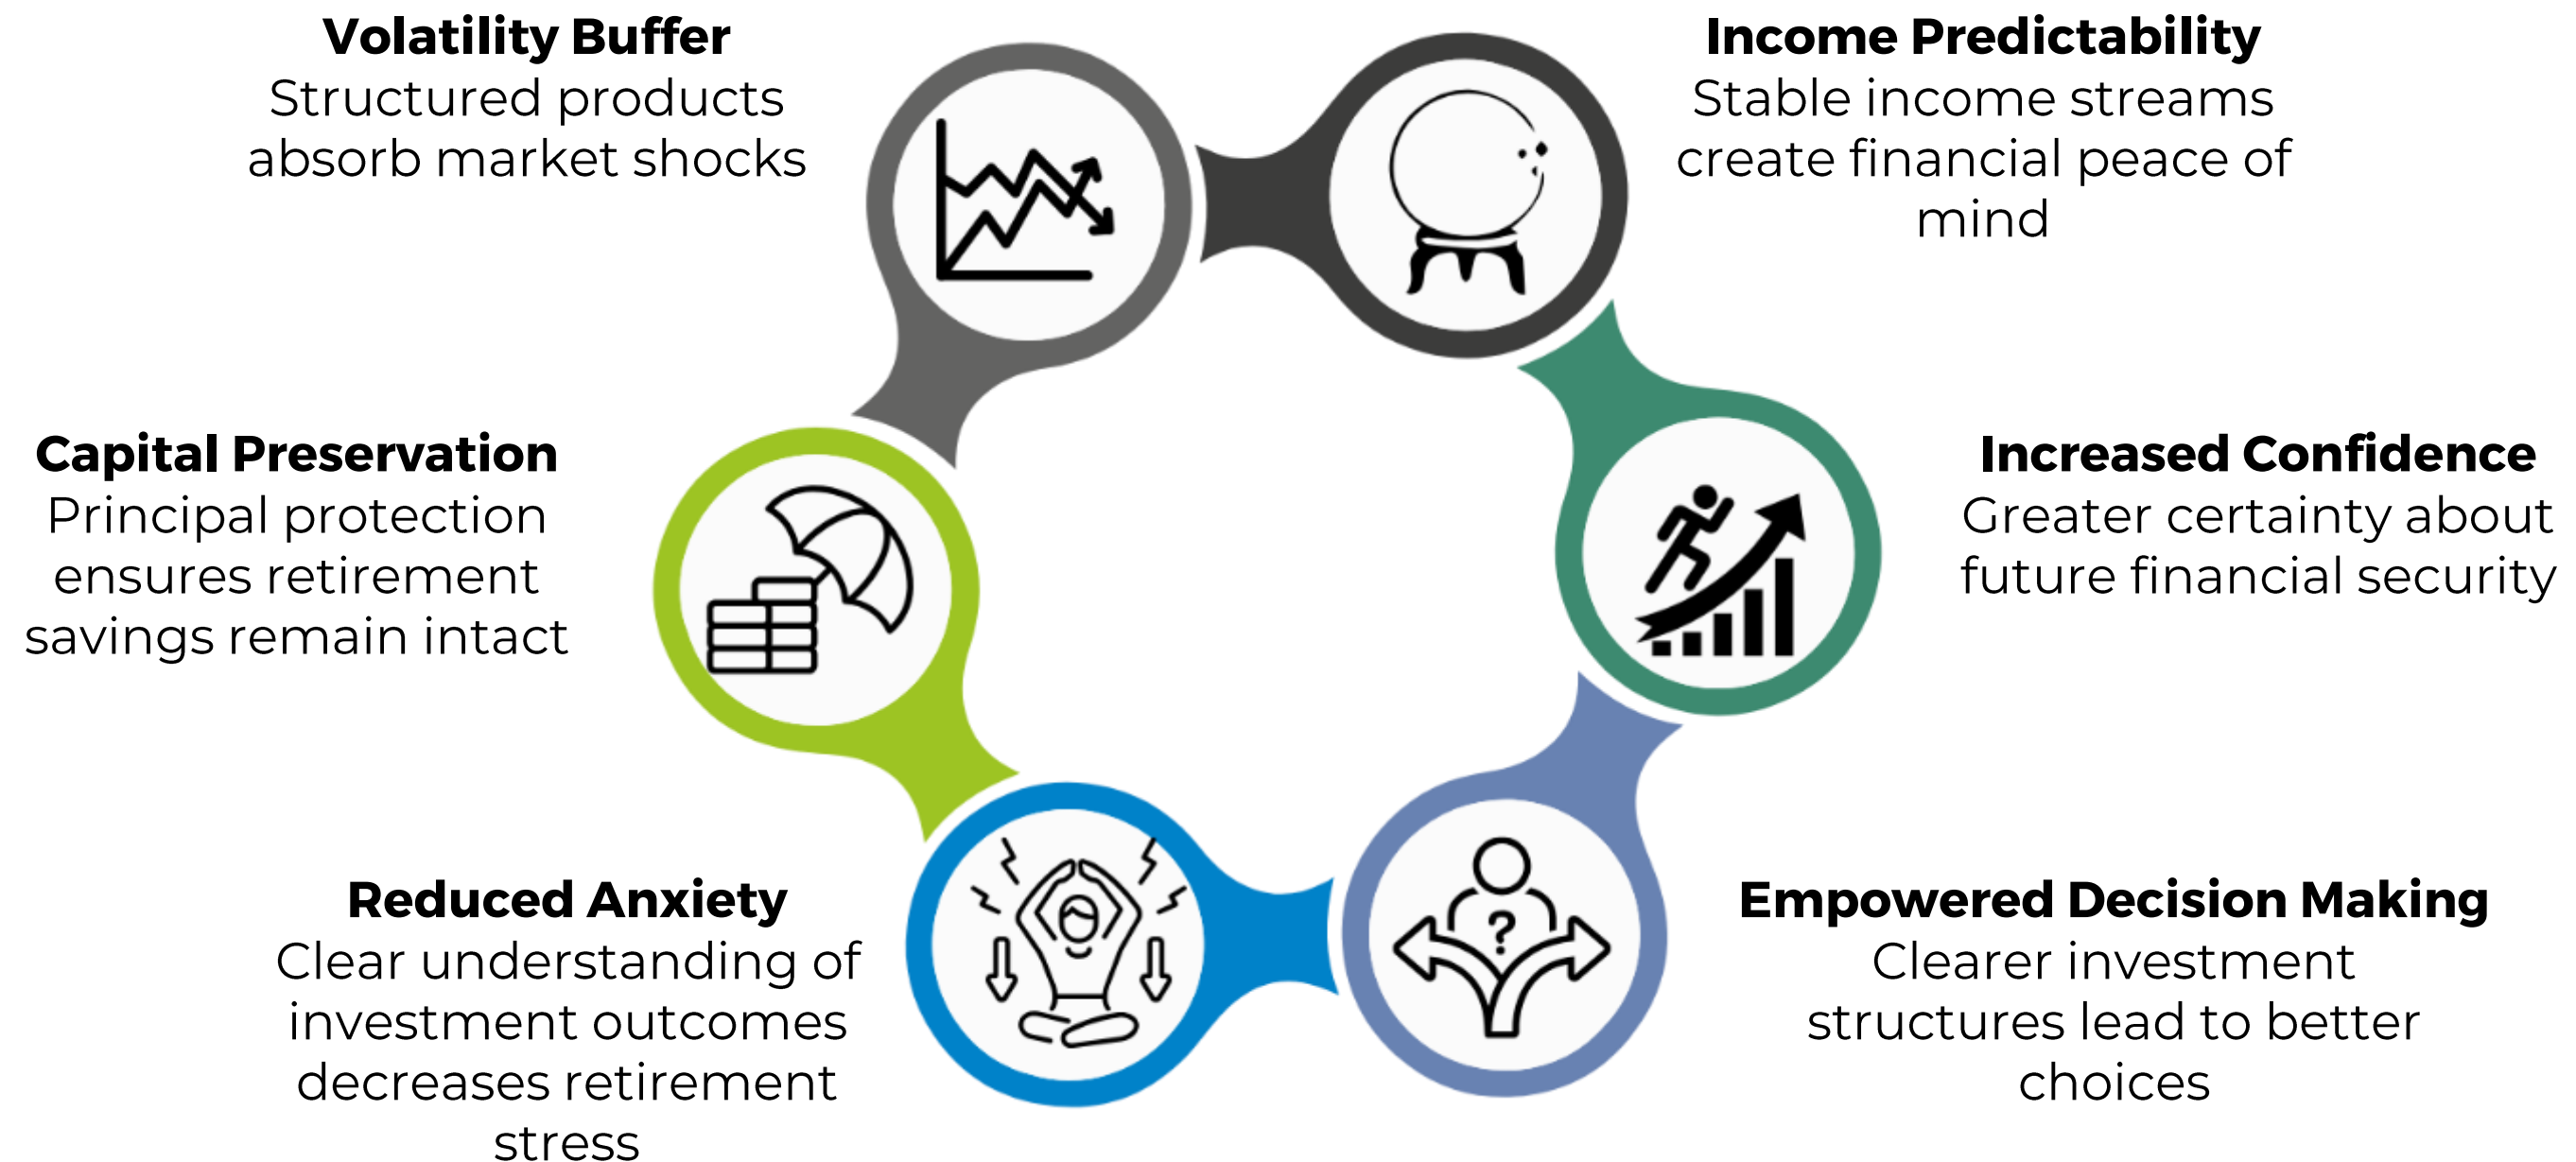 Volatility Buffer
Structured products
absorb market shocks
Income Predictability
Stable income streams
create financial peace of
mind
Capital Preservation
Principal protection
ensures retirement
savings remain intact
Increased Confidence
Greater certainty about
future financial security
Reduced Anxiety
Clear understanding of
investment outcomes
decreases retirement
stress
?
Empowered Decision Making
Clearer investment
structures lead to better
choices